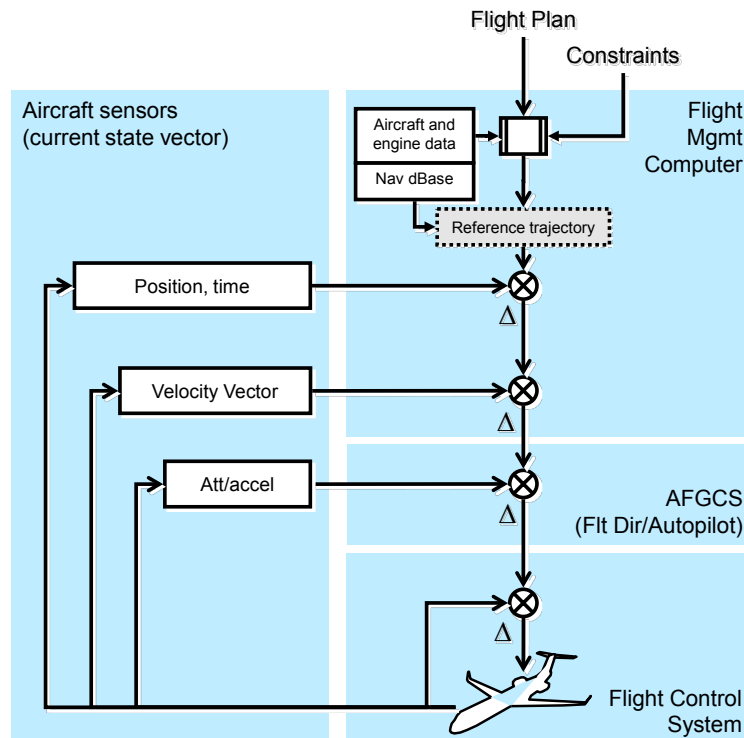 Flight Plan
Constraints
Aircraft sensors
(current state vector)
Aircraft and
engine data
Nav dBase
Flight
Mgmt
Computer
Reference trajectory
Position, time
Δ
Velocity Vector
Δ
Att/accel
Δ
AFGCS
(Flt Dir/Autopilot)
Δ
Flight Control
System